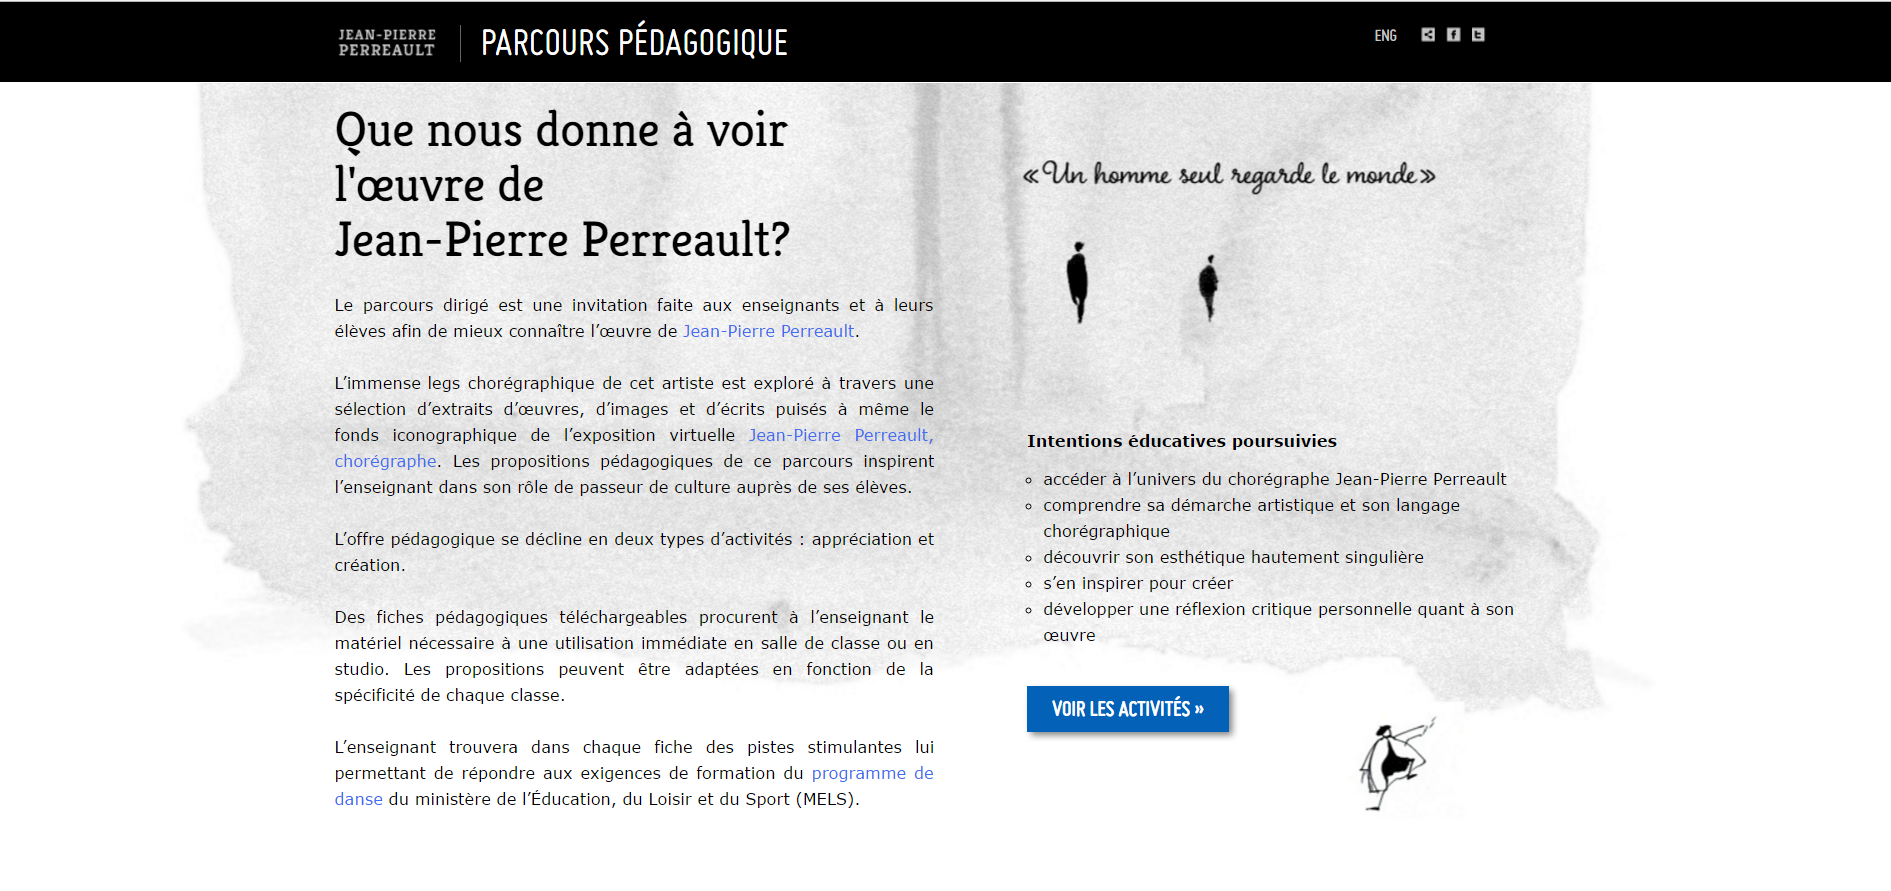 JEAN-PIERRE
PERREAULT
PARCOURS PÉDAGOGIQUE
ENG
Que nous donne à voir
l'œuvre de
Jean-Pierre Perreault?
Le parcours dirigé est une invitation faite aux enseignants et à leurs
élèves afin de mieux connaître l’œuvre de Jean-Pierre Perreault.
L’immense legs chorégraphique de cet artiste est exploré à travers une
sélection d’extraits d’œuvres, d’images et d’écrits puisés à même le
fonds iconographique de l’exposition virtuelle Jean-Pierre Perreault,
chorégraphe. Les propositions pédagogiques de ce parcours inspirent
l’enseignant dans son rôle de passeur de culture auprès de ses élèves.
L’offre pédagogique se décline en deux types d’activités : appréciation et
création.
Des fiches pédagogiques téléchargeables procurent à l’enseignant le
matériel nécessaire à une utilisation immédiate en salle de classe ou en
studio. Les propositions peuvent être adaptées en fonction de la
spécificité de chaque classe.
L’enseignant trouvera dans chaque fiche des pistes stimulantes lui
permettant de répondre aux exigences de formation du programme de
danse du ministère de l’Éducation, du Loisir et du Sport (MELS).
«Un homme seul regarde le monde»
Intentions éducatives poursuivies
accéder à l’univers du chorégraphe Jean-Pierre Perreault
comprendre sa démarche artistique et son langage
chorégraphique
découvrir son esthétique hautement singulière
s’en inspirer pour créer
développer une réflexion critique personnelle quant à son
œuvre
VOIR LES ACTIVITÉS »